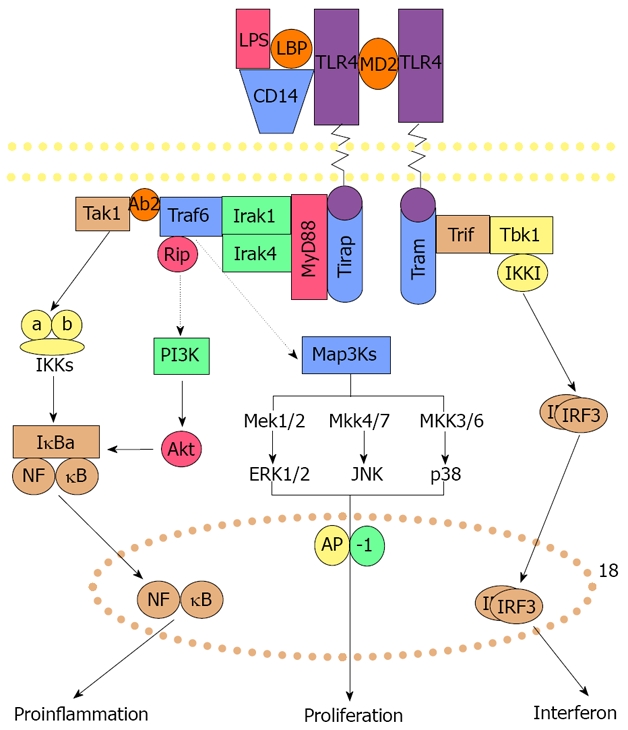 LPS
LBP
TLR4
MD2
TLR4
CD14
Tak1
Ab2
Traf6
Irak1
Irak4
MyD88
Tirap
Tram
Trif
Tbk1
Rip
IKKI
a
b
IKKs
PI3K
Map3Ks
IκBa
NF
κB
Akt
Mek1/2
Mkk4/7
MKK3/6
IRF3
ERK1/2
JNK
p38
AP
-1
18
NF
κB
IRF3
Proinflammation
Proliferation
Interferon